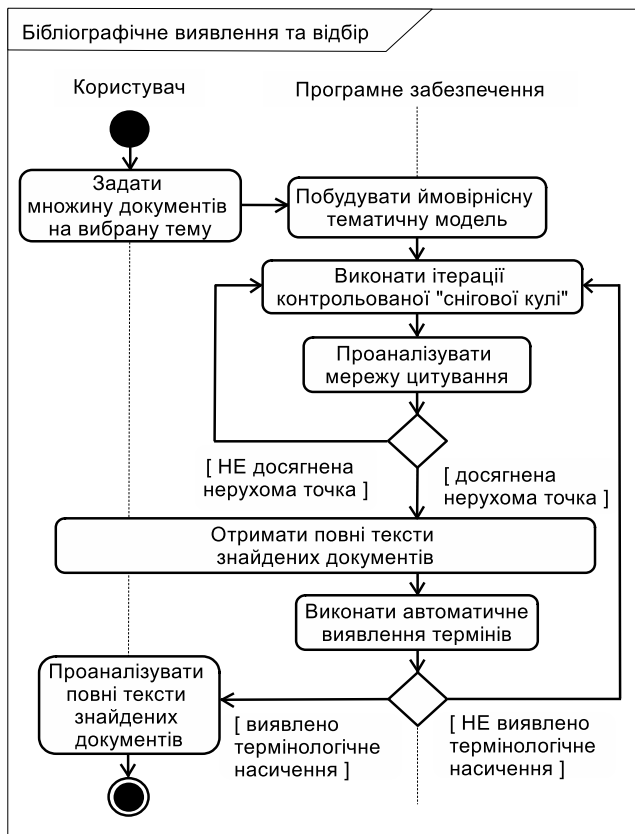 Бібліографічне виявлення та відбір
Користувач
Програмне забезпечення
Задати
множину документів
на вибрану тему
Побудувати ймовірнісну
тематичну модель
Виконати ітерації
контрольованої "снігової кулі"
Проаналізувати
мережу цитування
[ НЕ досягнена
нерухома точка ]
[ досягнена
нерухома точка ]
Отримати повні тексти
знайдених документів
Виконати автоматичне
виявлення термінів
Проаналізувати
повні тексти
знайдених
документів
[ виявлено
термінологічне
насичення ]
[ НЕ виявлено
термінологічне
насичення ]